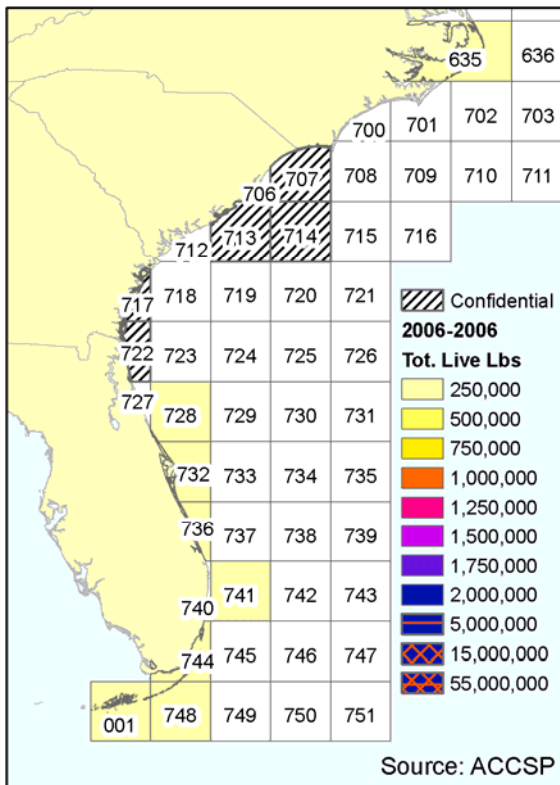 635 636
700 701 702 703
706 707 708 709 710 711
712 713 714 715 716
717 718 719 720 721
722 723 724 725 726
727 728 729 730 731
732 733 734 735
736 737 738 739
740 741 742 743
744 745 746 747
001 748 749 750 751
Confidential
2006-2006
Tot. Live Lbs
250,000
500,000
750,000
1,000,000
1,250,000
1,500,000
1,750,000
2,000,000
5,000,000
15,000,000
55,000,000
Source: ACCSP